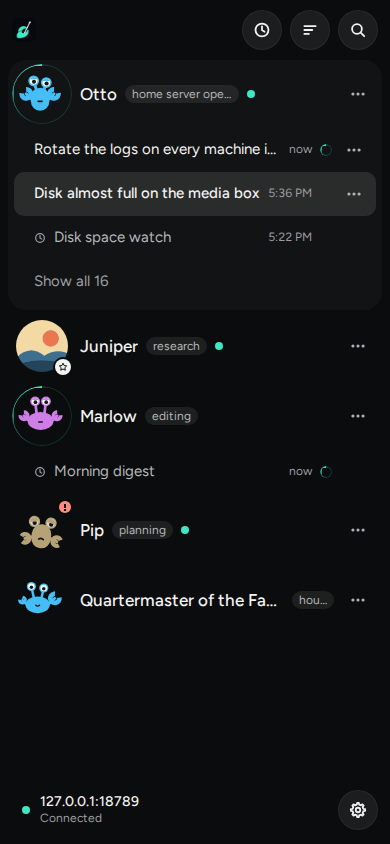 Otto home server ope...
Rotate the logs on every machine i... now
Disk almost full on the media box 5:36 PM
Disk space watch 5:22 PM
Show all 16
Juniper research
Marlow editing
Morning digest now
Pip planning
Quartermaster of the Fa... hou...
127.0.0.1:18789
Connected